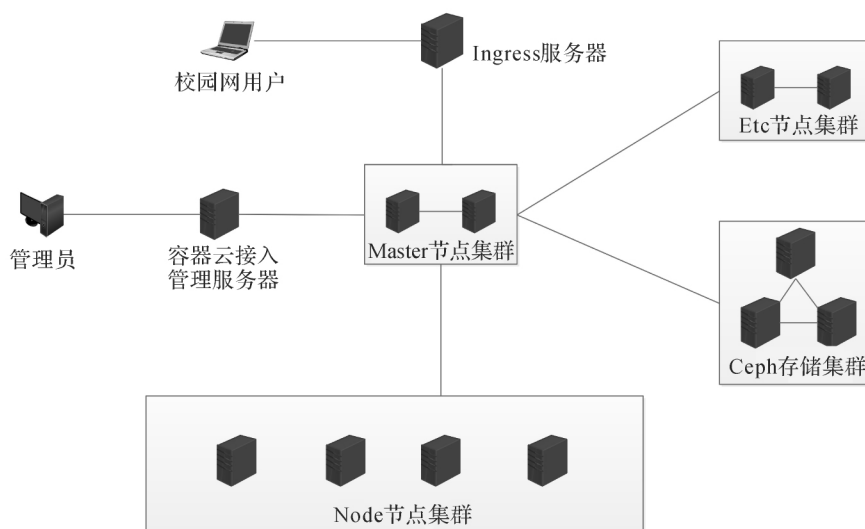 Ingress服务器
校园网用户
Etc节点集群
Master节点集群
管理员
容器云接入
管理服务器
Ceph存储集群
Node节点集群